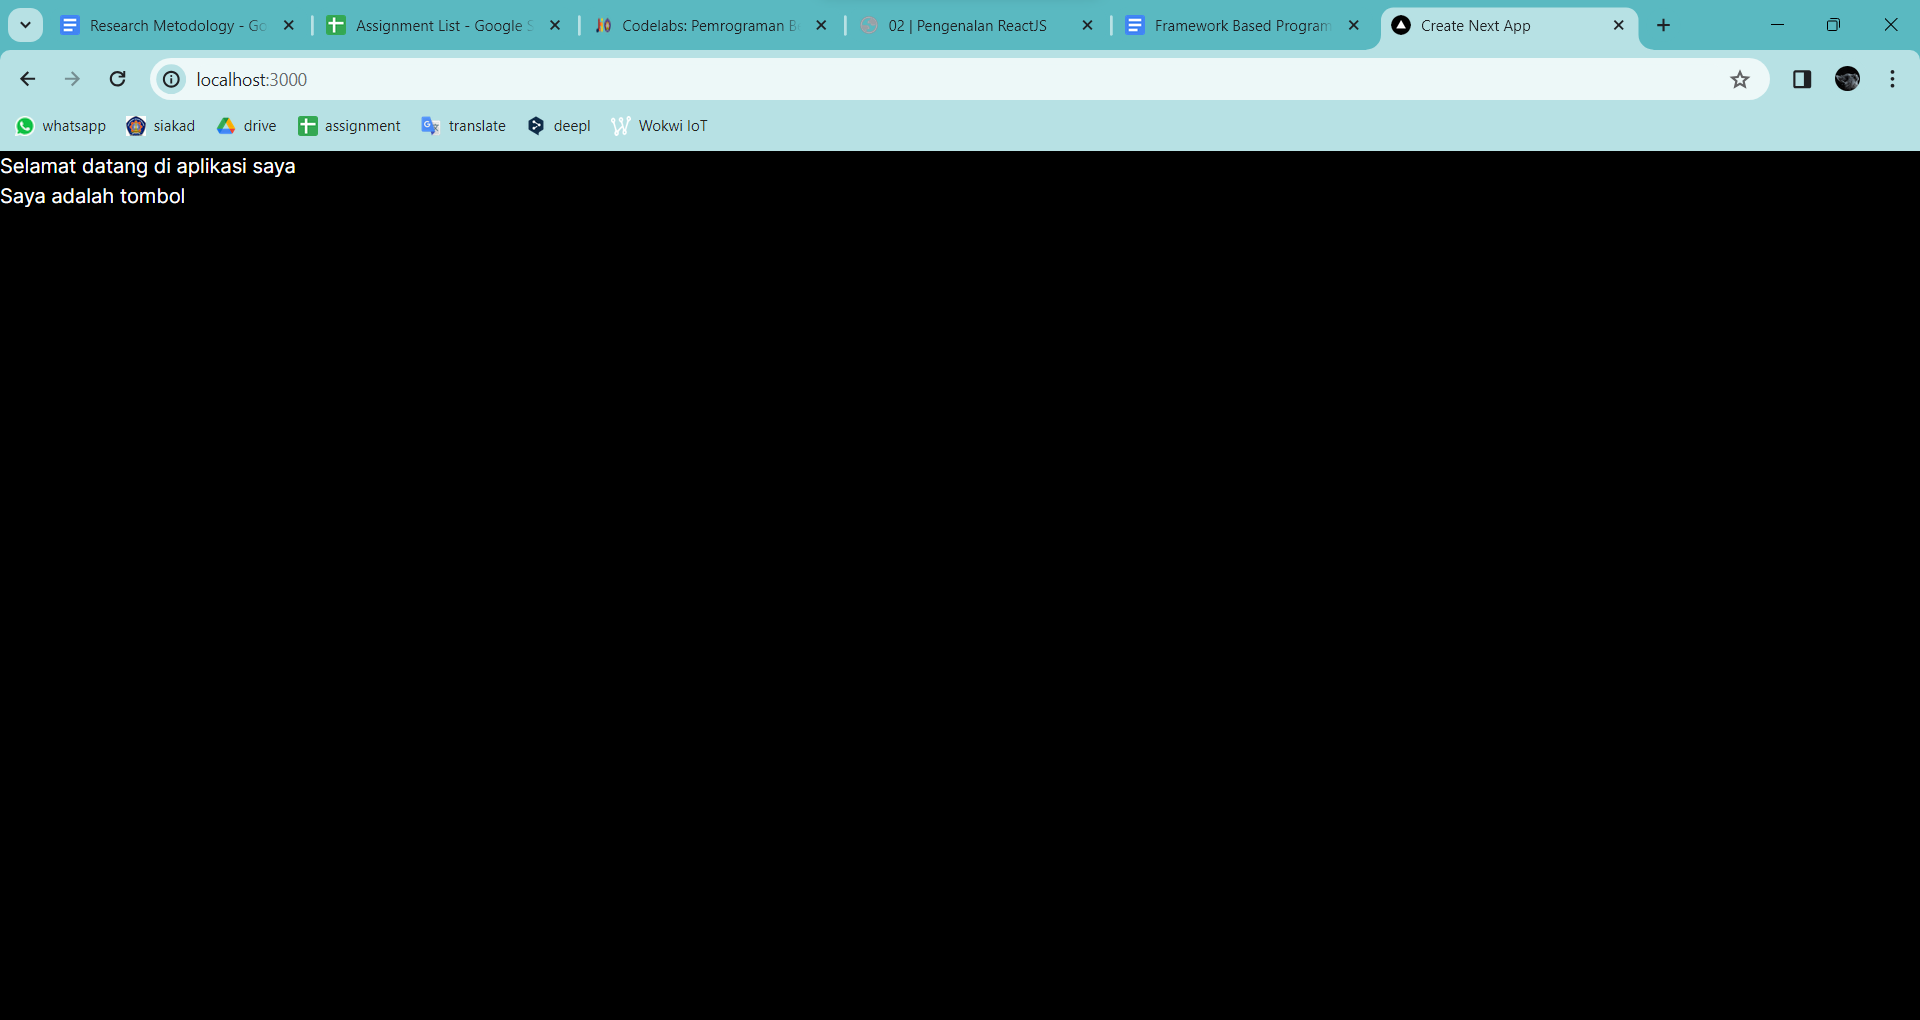 Research Metodology - Go
Assignment List - Google S
Codelabs: Pemrograman B
02 | Pengenalan ReactJS
Framework Based Program
Create Next App
localhost:3000
whatsapp
siakad
drive
assignment
translate
deepl
Wokwi IoT
Selamat datang di aplikasi saya
Saya adalah tombol